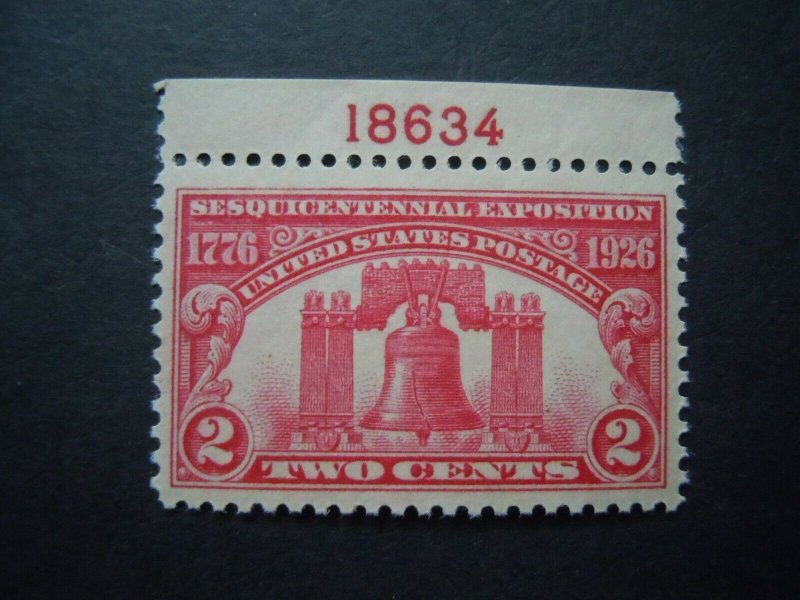 18634
SESQUICENTENNIAL EXPOSITION
1776 1926
UNITED STATES POSTAGE
2 2
TWO CENTS